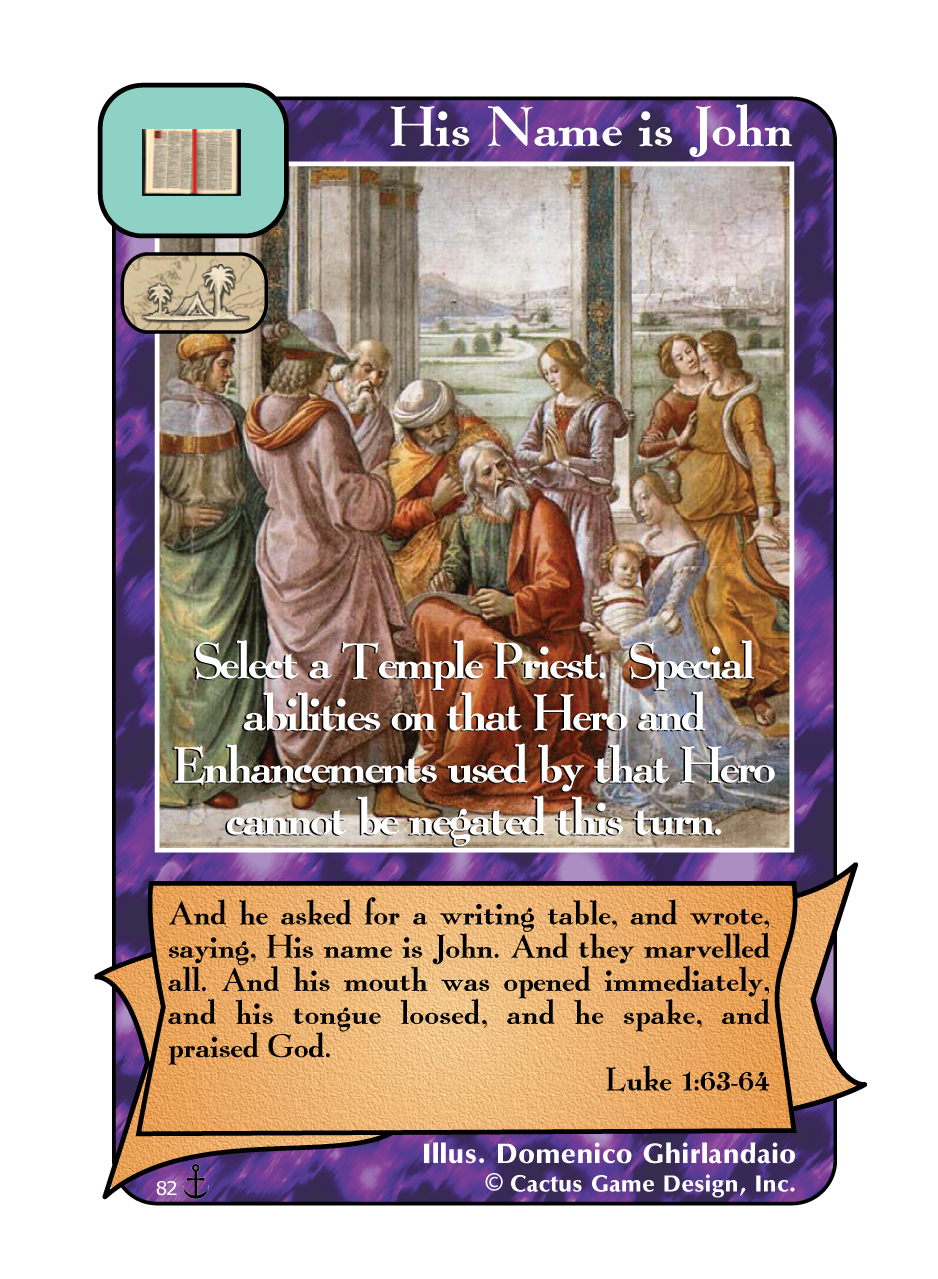 His Name is John
Select a Temple Priest. Special
abilities on that Hero and
Enhancements used by that Hero
cannot be negated this turn.
And he asked for a writing table, and wrote,
saying, His name is John. And they marvelled
all. And his mouth was opened immediately,
and his tongue loosed, and he spake, and
praised God.
Luke 1:63-64
Illus. Domenico Ghirlandaio
© Cactus Game Design, Inc.
82